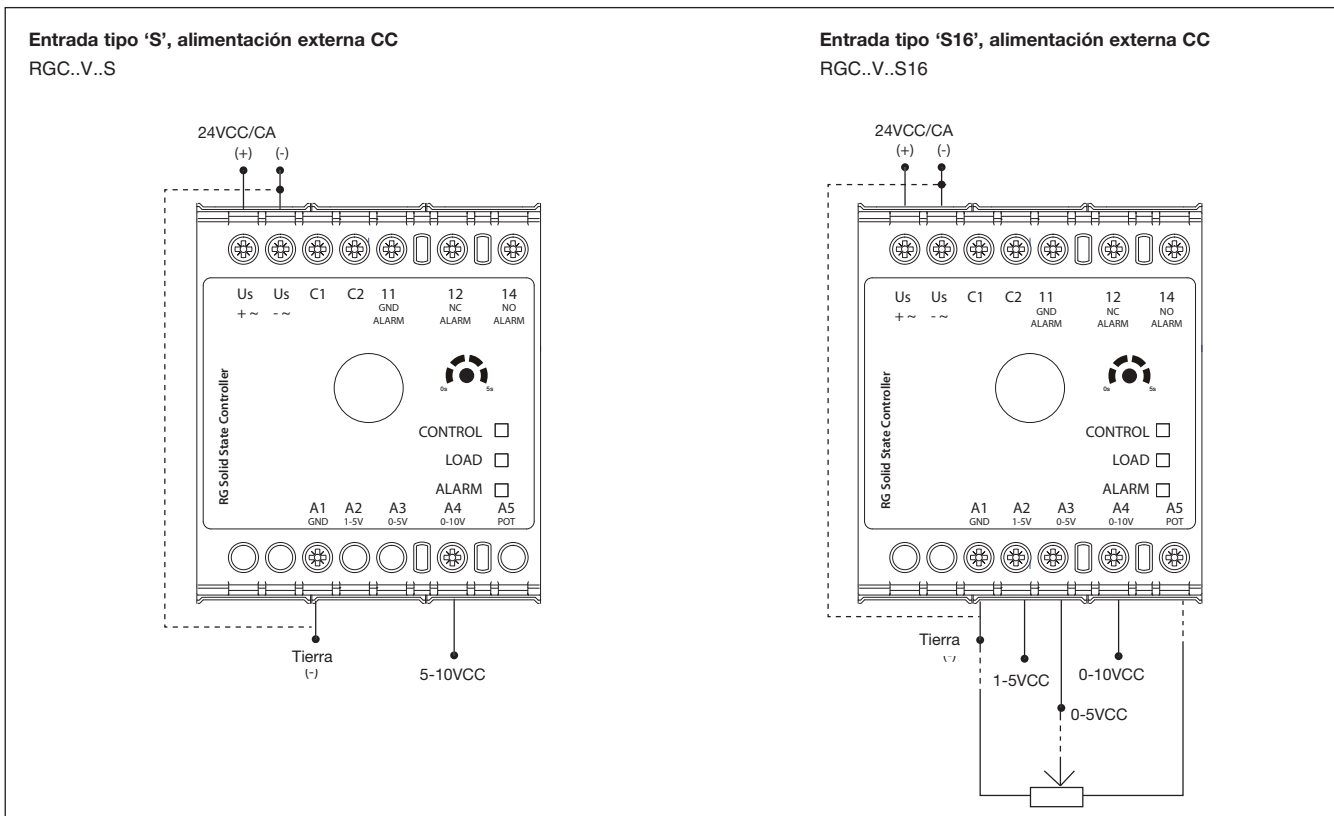 Entrada tipo ‘S’, alimentación externa CC
RGC..V..S
24VCC/CA
(+) (-)
Us Us C1 C2 11 12 14
+ ~ - ~ GND NC NO
ALARM ALARM ALARM
0s 5s
RG Solid State Controller
CONTROL
LOAD
ALARM
A1 A2 A3 A4 A5
GND 1-5V 0-5V 0-10V POT
Tierra
(-)
5-10VCC
Entrada tipo ‘S16’, alimentación externa CC
RGC..V..S16
24VCC/CA
(+) (-)
Us Us C1 C2 11 12 14
+ ~ - ~ GND NC NO
ALARM ALARM ALARM
0s 5s
RG Solid State Controller
CONTROL
LOAD
ALARM
A1 A2 A3 A4 A5
GND 1-5V 0-5V 0-10V POT
Tierra
(-)
1-5VCC
0-10VCC
0-5VCC